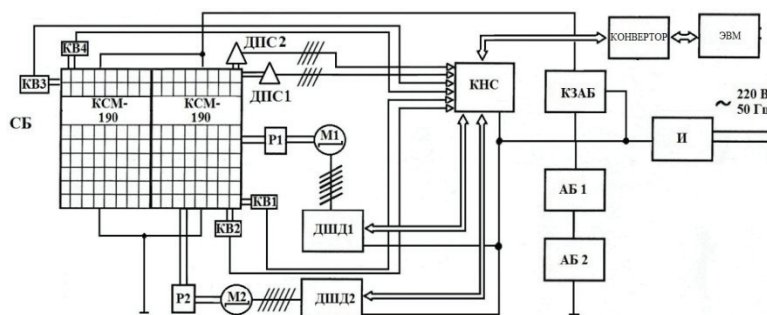 КВ4
ДПС2
КОНВЕРТОР
ЭВМ
КВ3
ДПС1
КНС
КЗАБ
~ 220 В
50 Гц
СБ
КСМ-
190
КСМ-
190
Р1
М1
И
АБ 1
КВ1
КВ2
ДШД1
АБ 2
Р2
М2
ДШД2